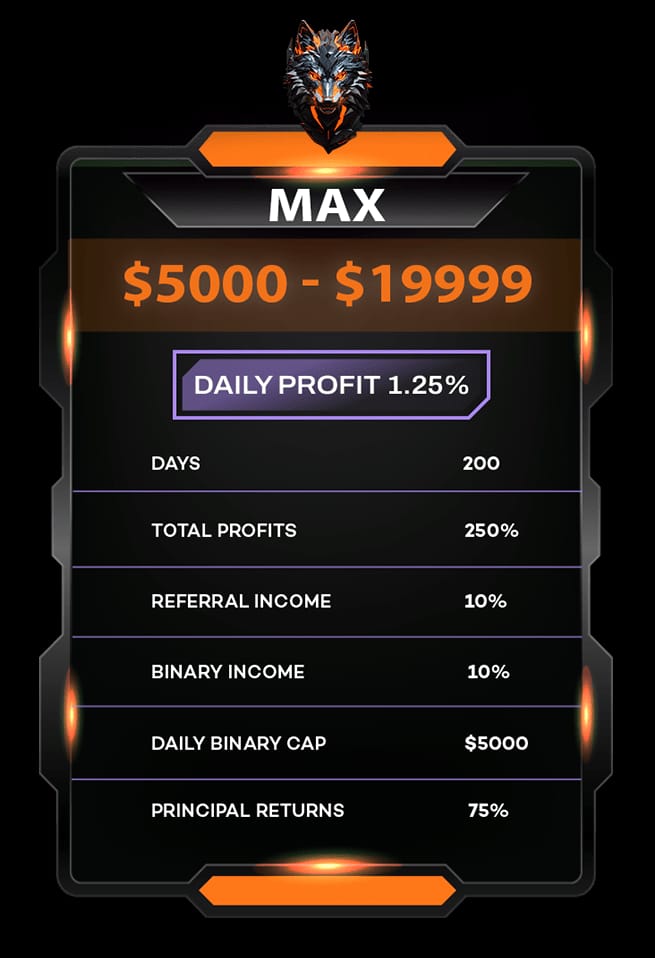 MAX
$5000 - $19999
DAILY PROFIT 1.25%
DAYS 200
TOTAL PROFITS 250%
REFERRAL INCOME 10%
BINARY INCOME 10%
DAILY BINARY CAP $5000
PRINCIPAL RETURNS 75%